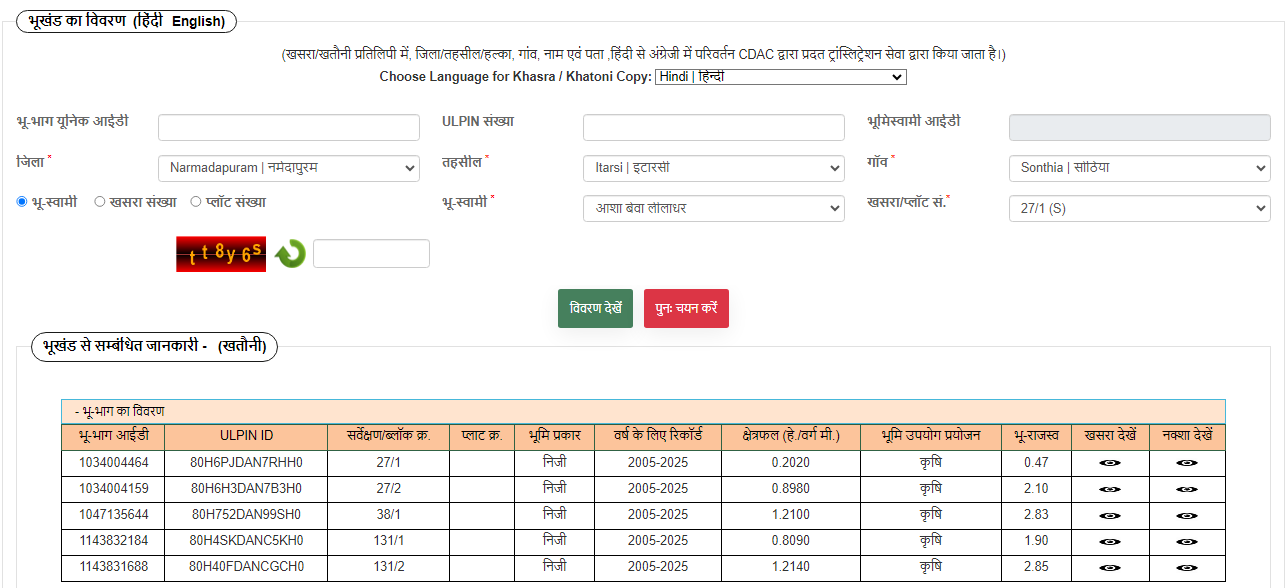 भूखंड का विवरण (हिंदी English)
(खसरा/खतौनी प्रतिलिपी में, जिला/तहसील/हल्का, गांव, नाम एवं पता ,हिंदी से अंग्रेजी में परिवर्तन CDAC द्वारा प्रदत ट्रांस्लिट्रेशन सेवा द्वारा किया जाता है।)
Choose Language for Khasra / Khatoni Copy: Hindi | हिन्दी
भू-भाग यूनिक आईडी ULPIN संख्या भूमिस्वामी आईडी
जिला * Narmadapuram | नर्मदापुरम तहसील * Itarsi | इटारसी गाॅव * Sonthia | सोंठिया
भू-स्वामी खसरा संख्या प्लॉट संख्या भू-स्वामी * आशा बेवा लीलाधर खसरा/प्लॉट सं.* 27/1 (S)
tt8y6s
विवरण देखें पुनः चयन करें
भूखंड से सम्बंधित जानकारी - (खतौनी)
- भू-भाग का विवरण
भू-भाग आईडी ULPIN ID सर्वेक्षण/ब्लॉक क्र. प्लाट क्र. भूमि प्रकार वर्ष के लिए रिकॉर्ड क्षेत्रफल (हे./वर्ग मी.) भूमि उपयोग प्रयोजन भू-राजस्व खसरा देखें नक्शा देखें
1034004464 80H6PJDAN7RHH0 27/1 निजी 2005-2025 0.2020 कृषि 0.47
1034004159 80H6H3DAN7B3H0 27/2 निजी 2005-2025 0.8980 कृषि 2.10
1047135644 80H752DAN99SH0 38/1 निजी 2005-2025 1.2100 कृषि 2.83
1143832184 80H4SKDANC5KH0 131/1 निजी 2005-2025 0.8090 कृषि 1.90
1143831688 80H40FDANCGCH0 131/2 निजी 2005-2025 1.2140 कृषि 2.85